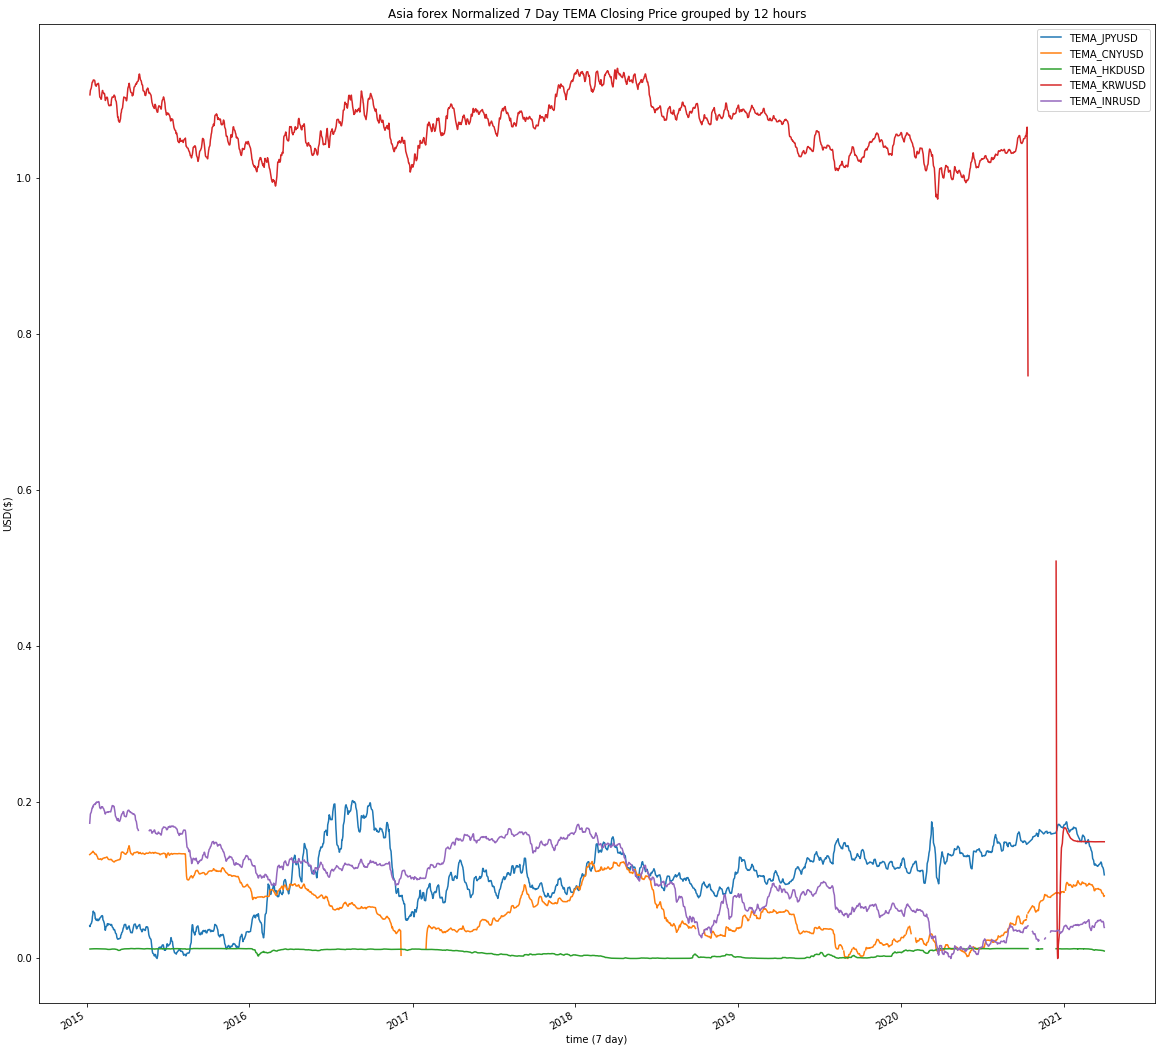 Asia forex Normalized 7 Day TEMA Closing Price grouped by 12 hours
TEMA_JPYUSD
TEMA_CNYUSD
TEMA_HKDUSD
TEMA_KRWUSD
TEMA_INRUSD
1.0
0.8
0.6
0.4
0.2
0.0
USD($)
2015
2016
2017
2018
2019
2020
2021
time (7 day)